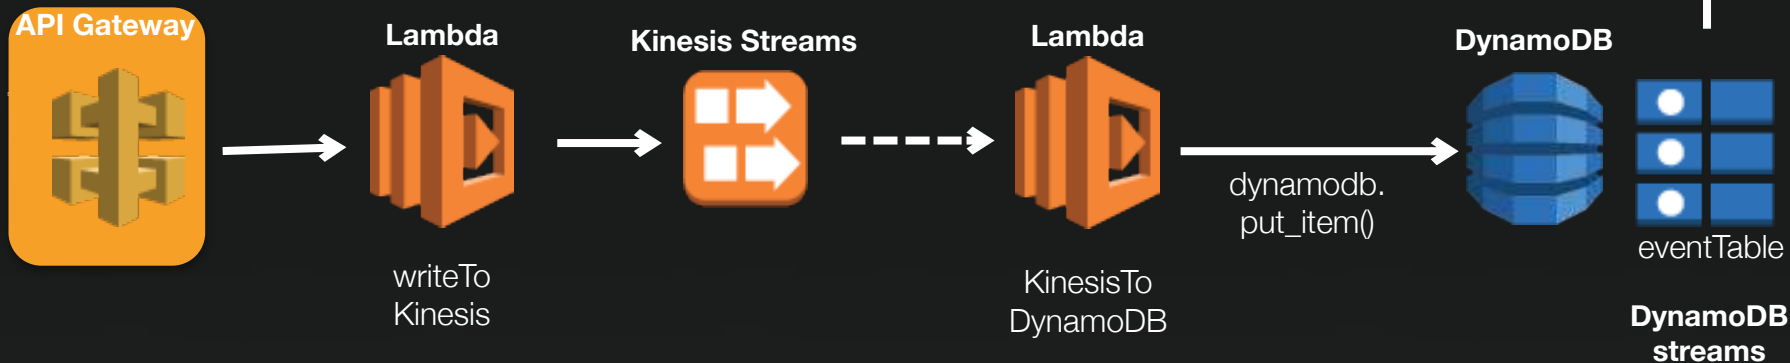 API Gateway
Lambda
Kinesis Streams
Lambda
DynamoDB
writeTo
Kinesis
KinesisTo
DynamoDB
dynamodb.
put_item()
eventTable
DynamoDB
streams